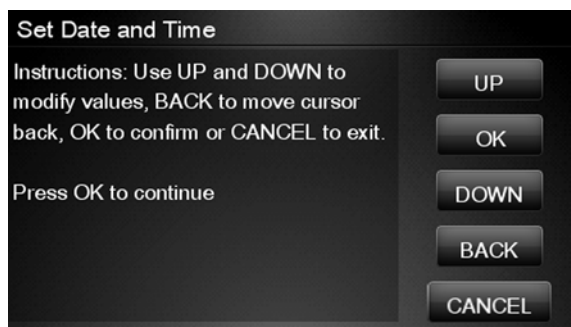 Set Date and Time
Instructions: Use UP and DOWN to
modify values, BACK to move cursor
back, OK to confirm or CANCEL to exit.
Press OK to continue
UP
OK
DOWN
BACK
CANCEL